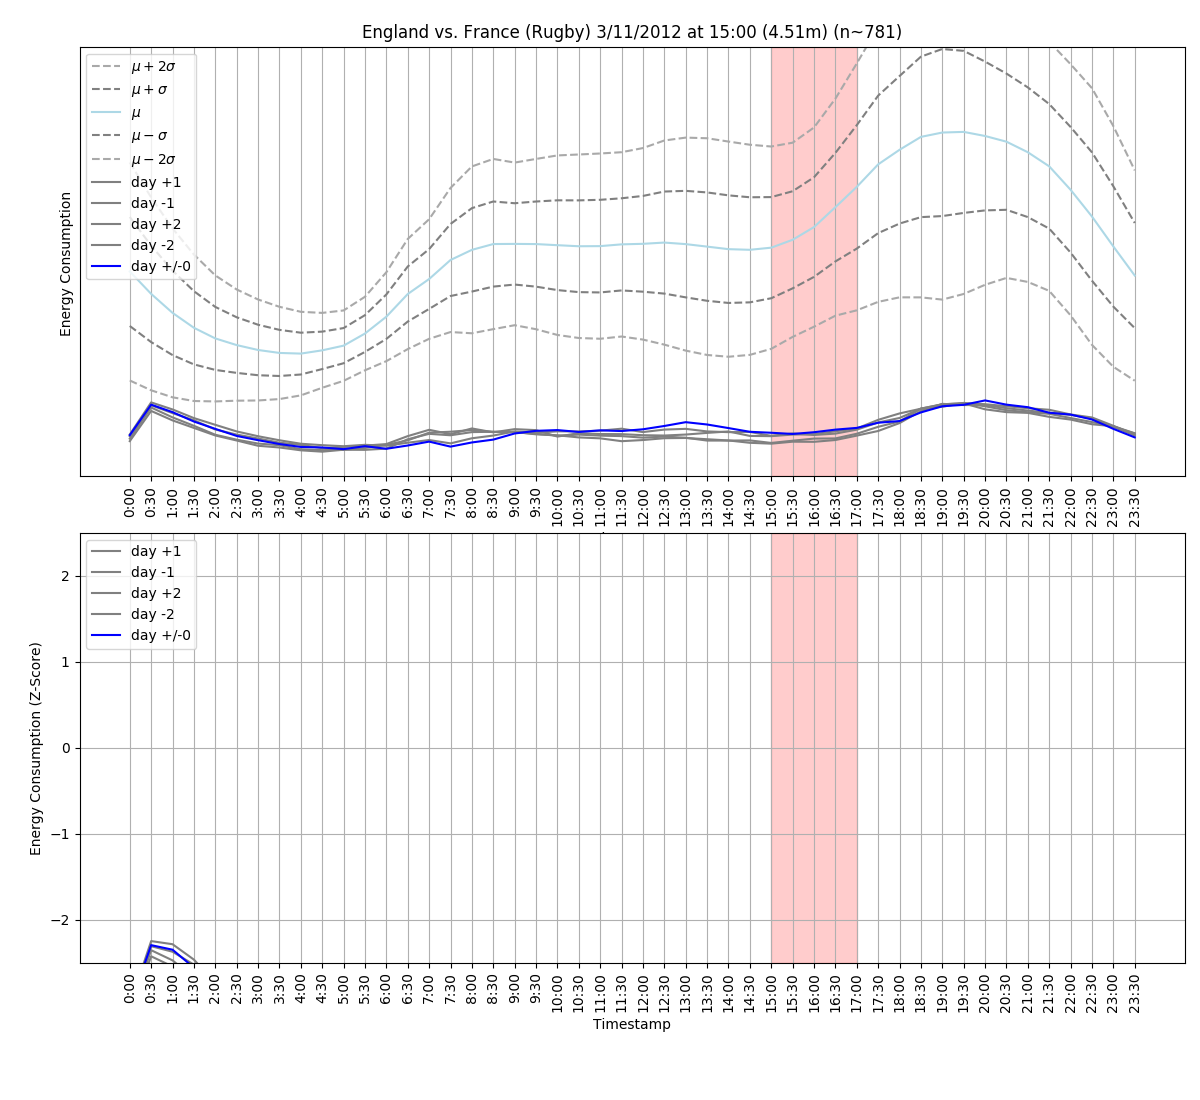 England vs. France (Rugby) 3/11/2012 at 15:00 (4.51m) (n~781)
μ + 2σ
μ + σ
μ
μ − σ
μ − 2σ
day +1
day -1
day +2
day -2
day +/-0
Energy Consumption
0:00 0:30 1:00 1:30 2:00 2:30 3:00 3:30 4:00 4:30 5:00 5:30 6:00 6:30 7:00 7:30 8:00 8:30 9:00 9:30 10:00 10:30 11:00 11:30 12:00 12:30 13:00 13:30 14:00 14:30 15:00 15:30 16:00 16:30 17:00 17:30 18:00 18:30 19:00 19:30 20:00 20:30 21:00 21:30 22:00 22:30 23:00 23:30
day +1
day -1
day +2
day -2
day +/-0
2
1
0
−1
−2
Energy Consumption (Z-Score)
0:00 0:30 1:00 1:30 2:00 2:30 3:00 3:30 4:00 4:30 5:00 5:30 6:00 6:30 7:00 7:30 8:00 8:30 9:00 9:30 10:00 10:30 11:00 11:30 12:00 12:30 13:00 13:30 14:00 14:30 15:00 15:30 16:00 16:30 17:00 17:30 18:00 18:30 19:00 19:30 20:00 20:30 21:00 21:30 22:00 22:30 23:00 23:30
Timestamp